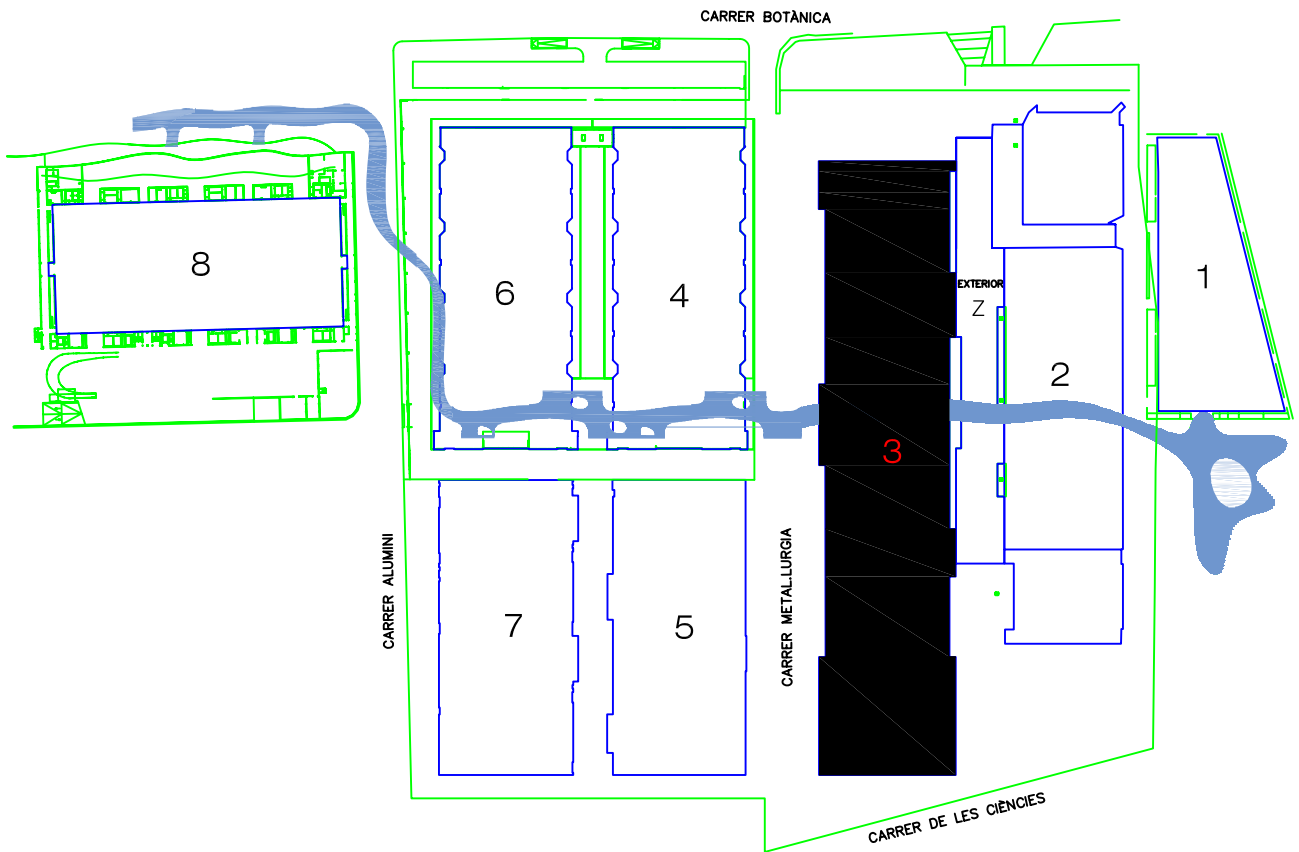 CARRER BOTÀNICA
8
6
4
EXTERIOR
Z
1
2
3
CARRER ALUMINI
7
5
CARRER METAL.LURGIA
CARRER DE LES CIÈNCIES